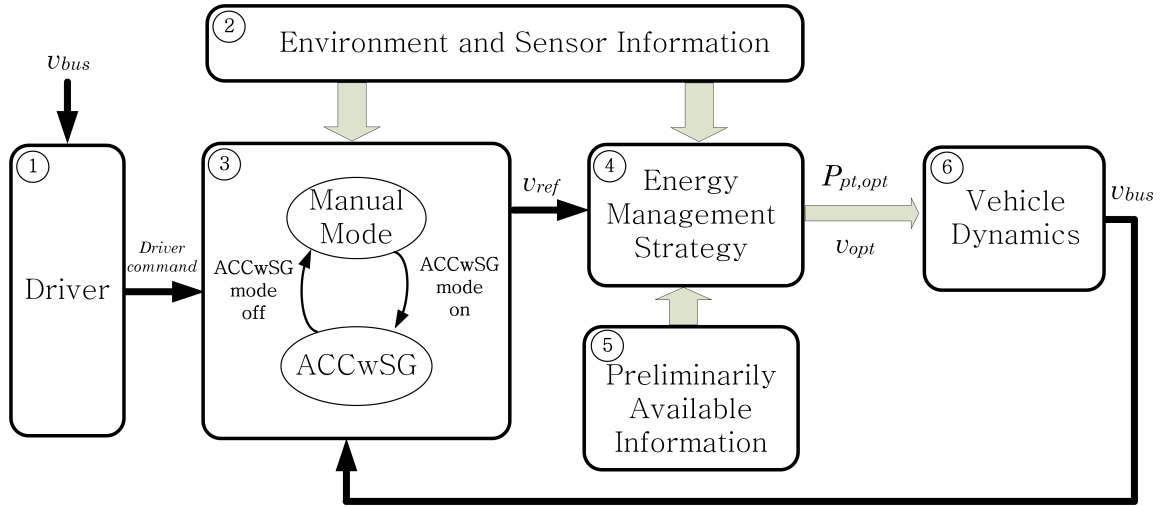 2
Environment and Sensor Information
v_bus
1
Driver
Driver
command
3
Manual
Mode
ACCwSG
mode
off
ACCwSG
mode
on
ACCwSG
v_ref
4
Energy
Management
Strategy
P_pt,opt
v_opt
5
Preliminarily
Available
Information
6
Vehicle
Dynamics
v_bus